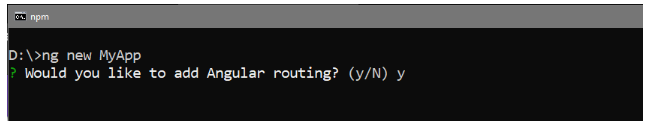 npm
D:\>ng new MyApp
? Would you like to add Angular routing? (y/N) y